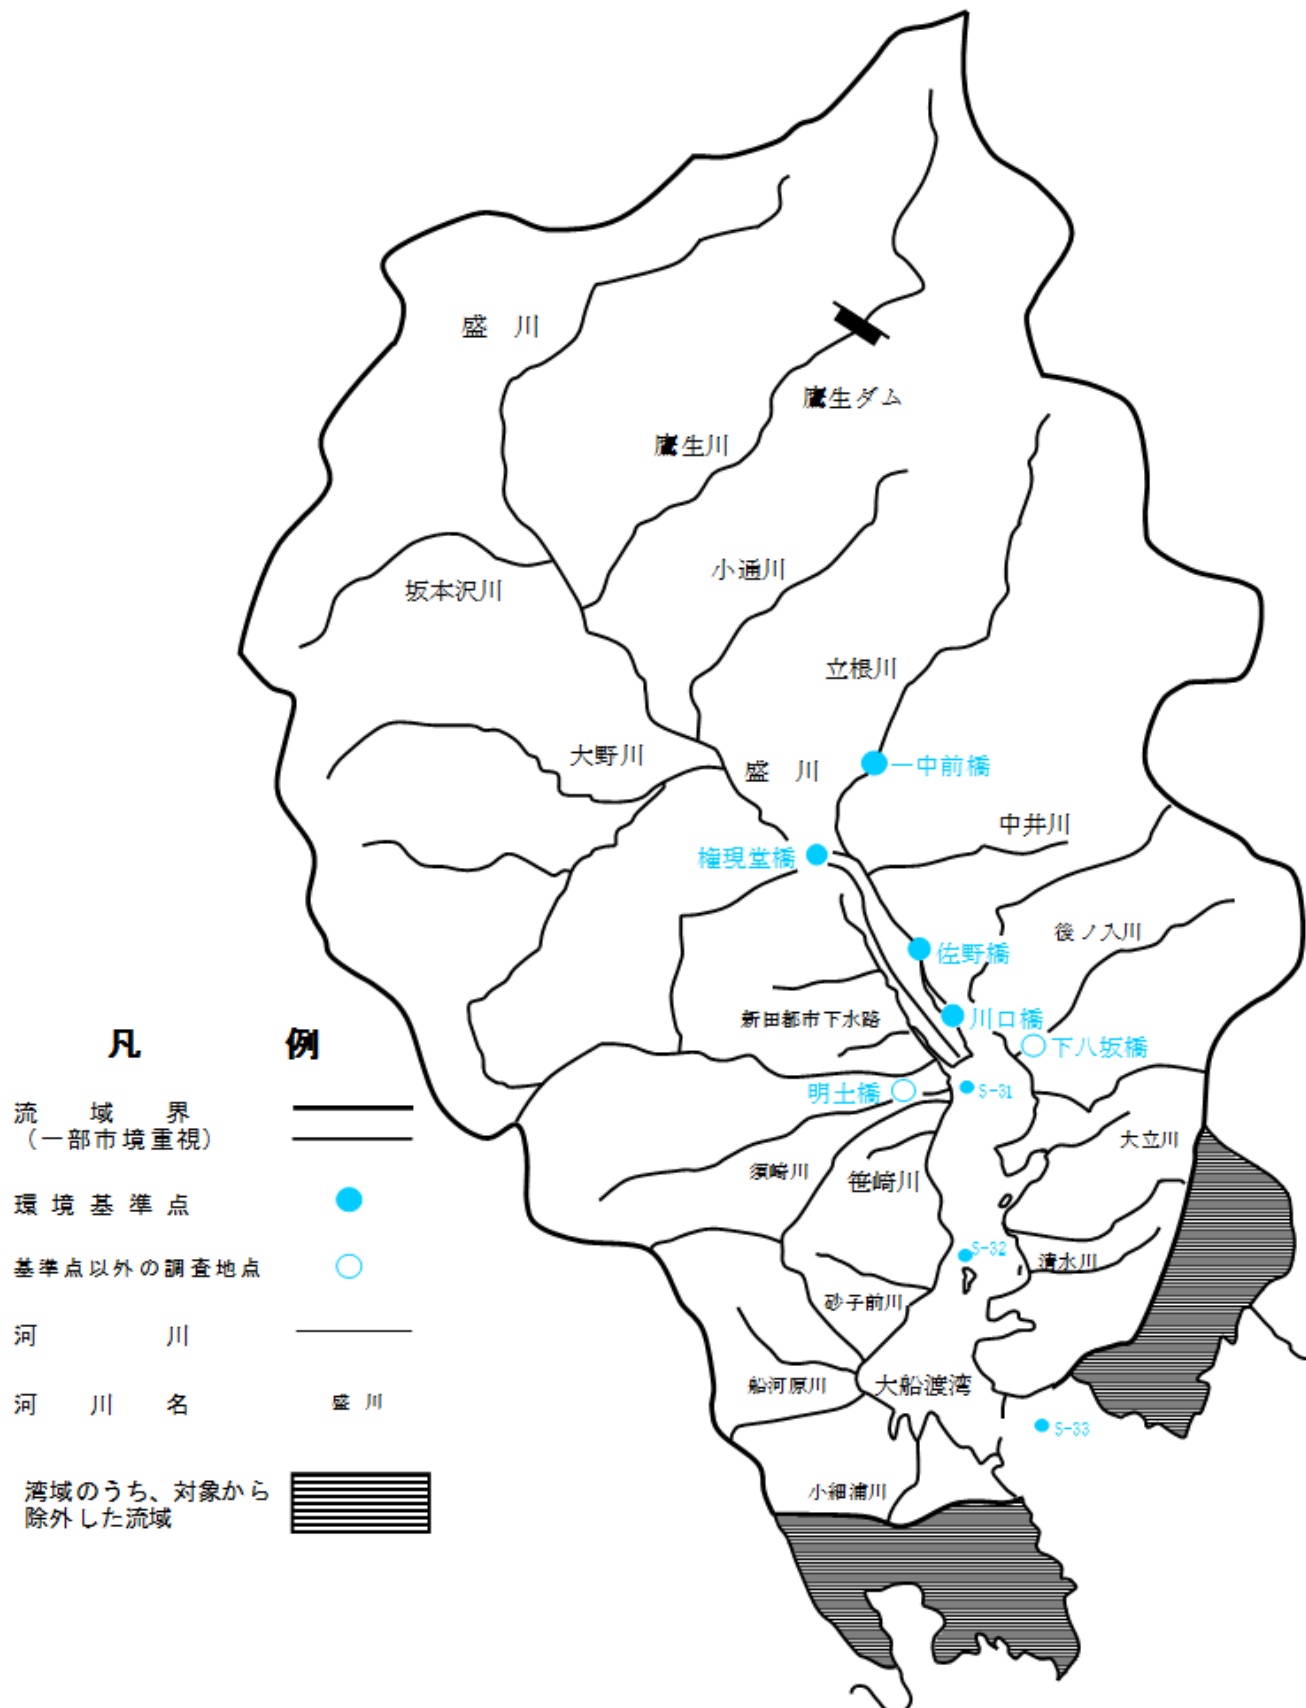 盛 川
鷹生ダム
鷹生川
小通川
坂本沢川
立根川
大野川
盛 川
一中前橋
中井川
権現堂橋
後ノ入川
佐野橋
新田都市下水路
川口橋
下八坂橋
明土橋
S-31
大立川
須崎川
笹崎川
S-32
清水川
砂子前川
船河原川
大船渡湾
S-33
小細浦川
凡 例
流 域 界
(一部市境重視)
環 境 基 準 点
基準点以外の調査地点
河 川
河 川 名
盛 川
湾域のうち、対象から
除外した流域